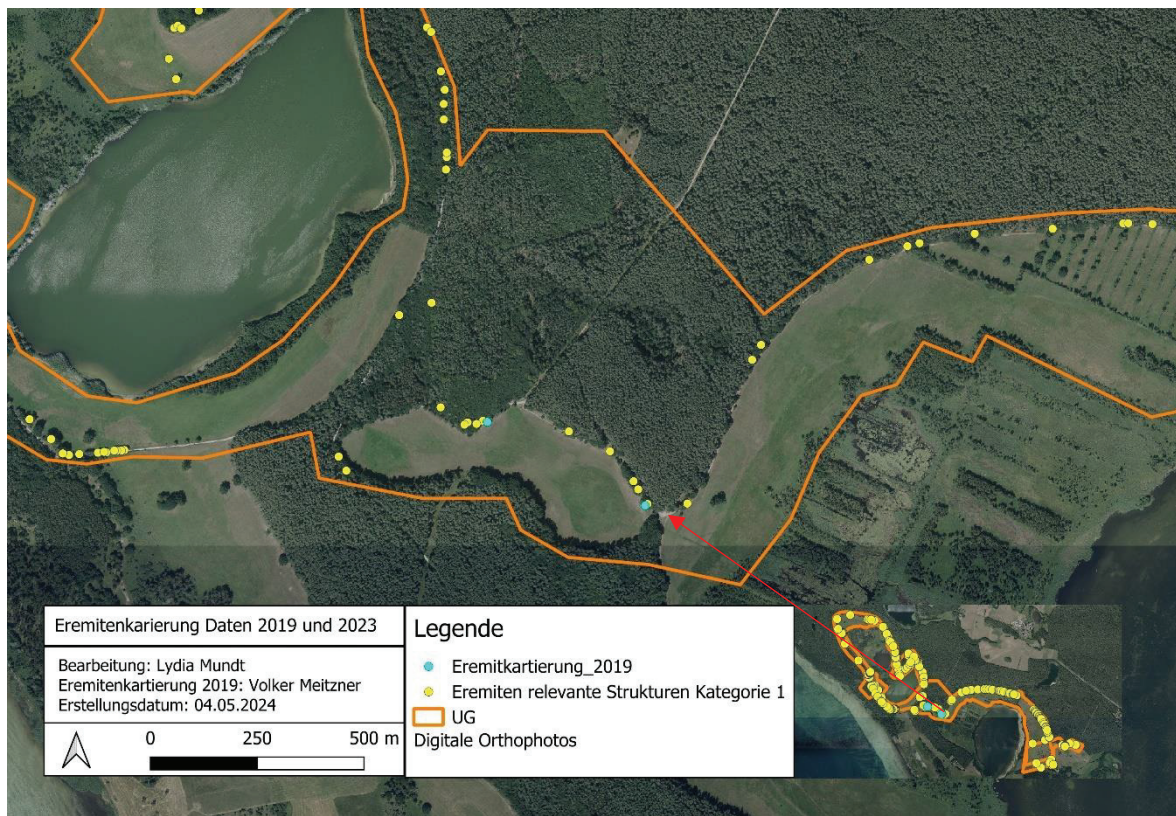 Eremitenkarierung Daten 2019 und 2023
Bearbeitung: Lydia Mundt
Eremitenkartierung 2019: Volker Meitzner
Erstellungsdatum: 04.05.2024
0 250 500 m
Legende
Eremitkartierung_2019
Eremiten relevante Strukturen Kategorie 1
UG
Digitale Orthophotos